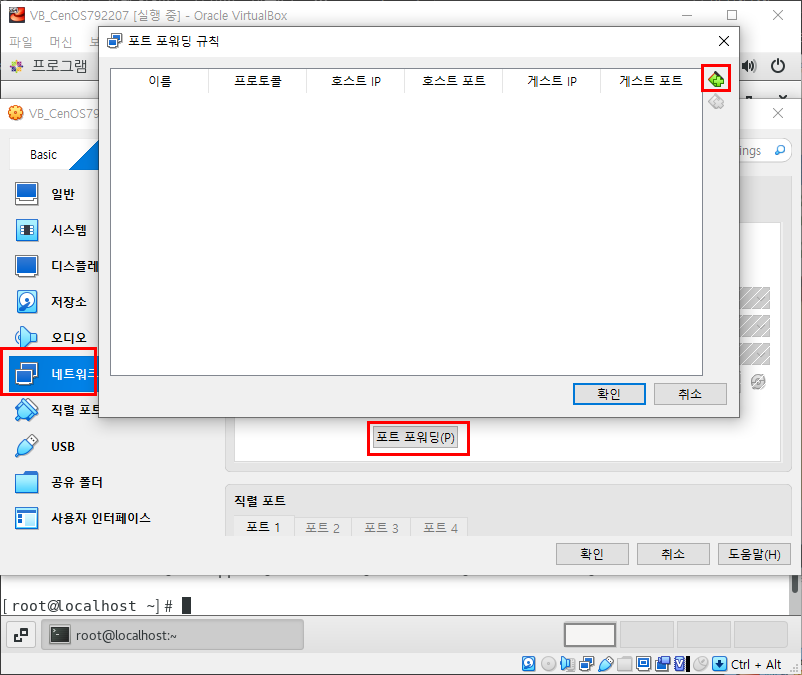 VB_CenOS792207 [실행 중] - Oracle VirtualBox
파일 머신 보
포트 포워딩 규칙
프로그램
이름 프로토콜 호스트 IP 호스트 포트 게스트 IP 게스트 포트
VB_CenOS79
Basic
ings
일반
시스템
디스플레
저장소
오디오
네트워크
직렬 포트
확인 취소
포트 포워딩(P)
USB
공유 폴더
직렬 포트
사용자 인터페이스
포트 1 포트 2 포트 3 포트 4
확인 취소 도움말(H)
[root@localhost ~]#
root@localhost:~
Ctrl + Alt